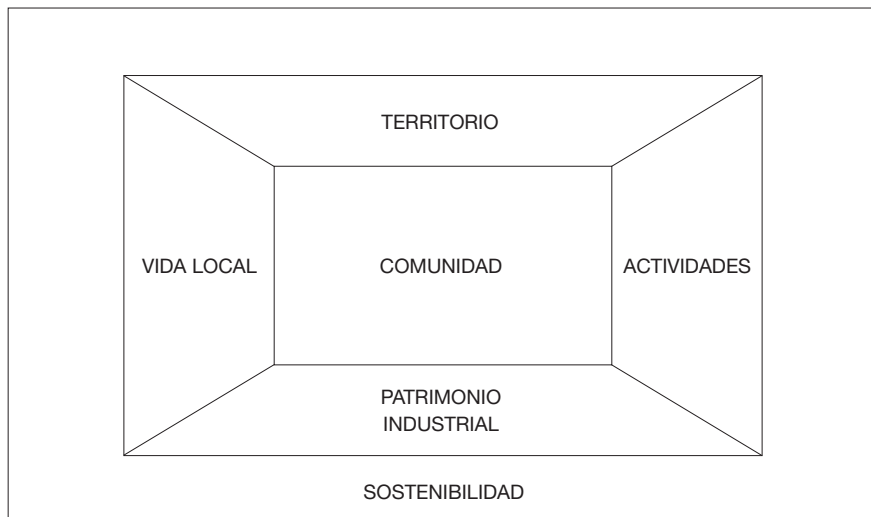 TERRITORIO
VIDA LOCAL
COMUNIDAD
ACTIVIDADES
PATRIMONIO
INDUSTRIAL
SOSTENIBILIDAD